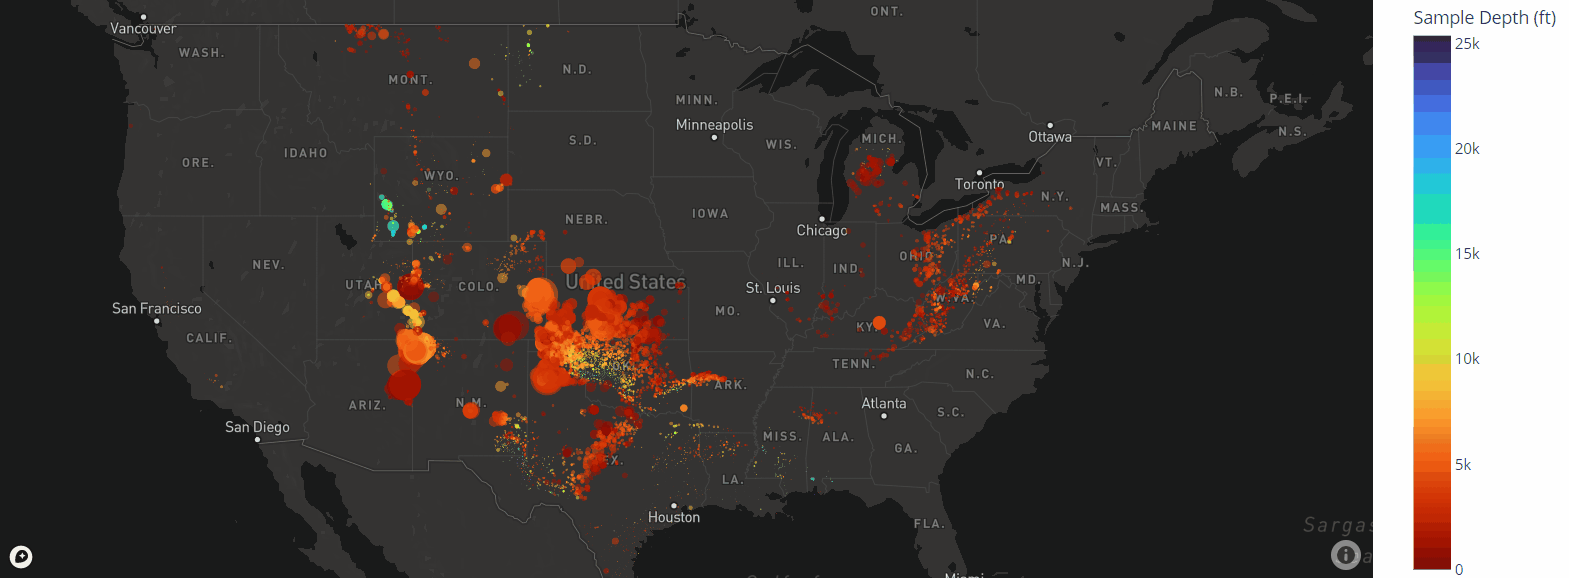 ONT.
Sample Depth (ft)
Vancouver
25k
WASH.
N.D.
MONT.
MINN.
N.B.
P.E.I.
Minneapolis
MAINE
N.S.
Ottawa
S.D.
WIS.
MICH.
20k
ORE.
IDAHO
VT.
WYO.
Toronto
N.Y.
MASS.
NEBR.
IOWA
Chicago
PA.
15k
NEV.
ILL.
IND.
OHIO
N.J.
UTAH
COLO.
United States
St. Louis
MD.
W.VA.
San Francisco
MO.
KY.
VA.
CALIF.
10k
TENN.
OK
N.C.
ARIZ.
N.M.
ARK.
Atlanta
S.C.
San Diego
MISS.
ALA.
GA.
5k
EX.
LA.
Houston
FLA.
Sargas
a
0
Miami